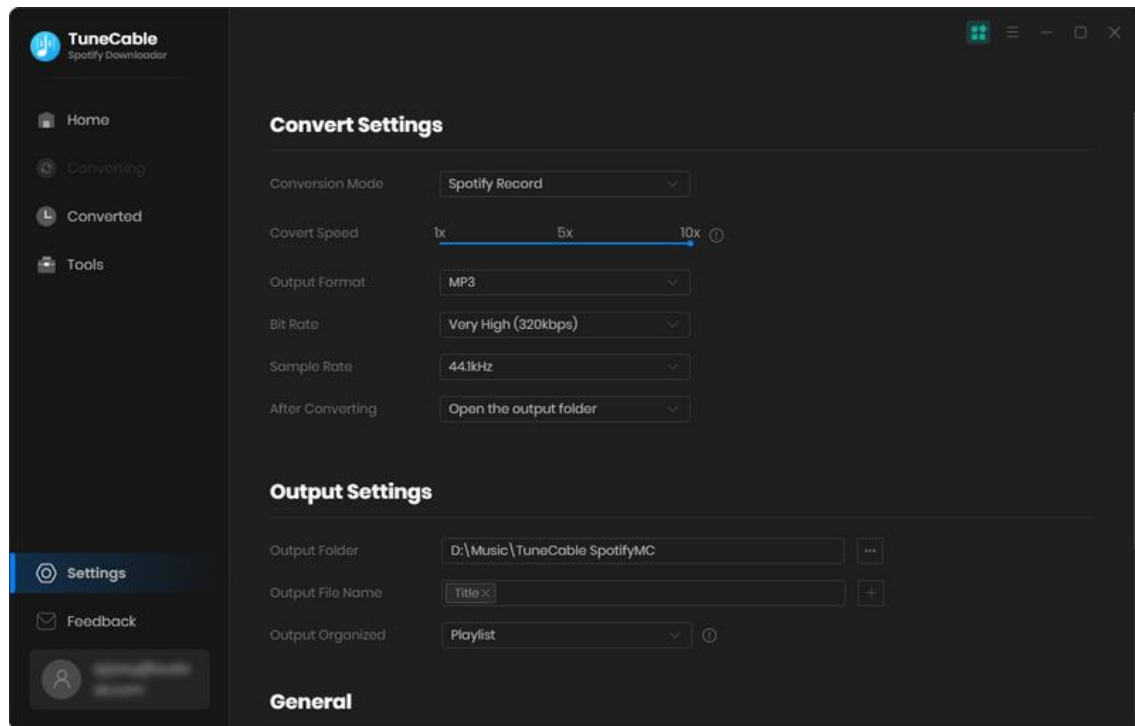 TuneCable
Spotify Downloader
Home
Converting
Converted
Tools
Settings
Feedback
Convert Settings
Conversion Mode
Spotify Record
Covert Speed
1x 5x 10x
Output Format
MP3
Bit Rate
Very High (320kbps)
Sample Rate
44.1kHz
After Converting
Open the output folder
Output Settings
Output Folder
D:\Music\TuneCable SpotifyMC
Output File Name
Title
Output Organized
Playlist
General